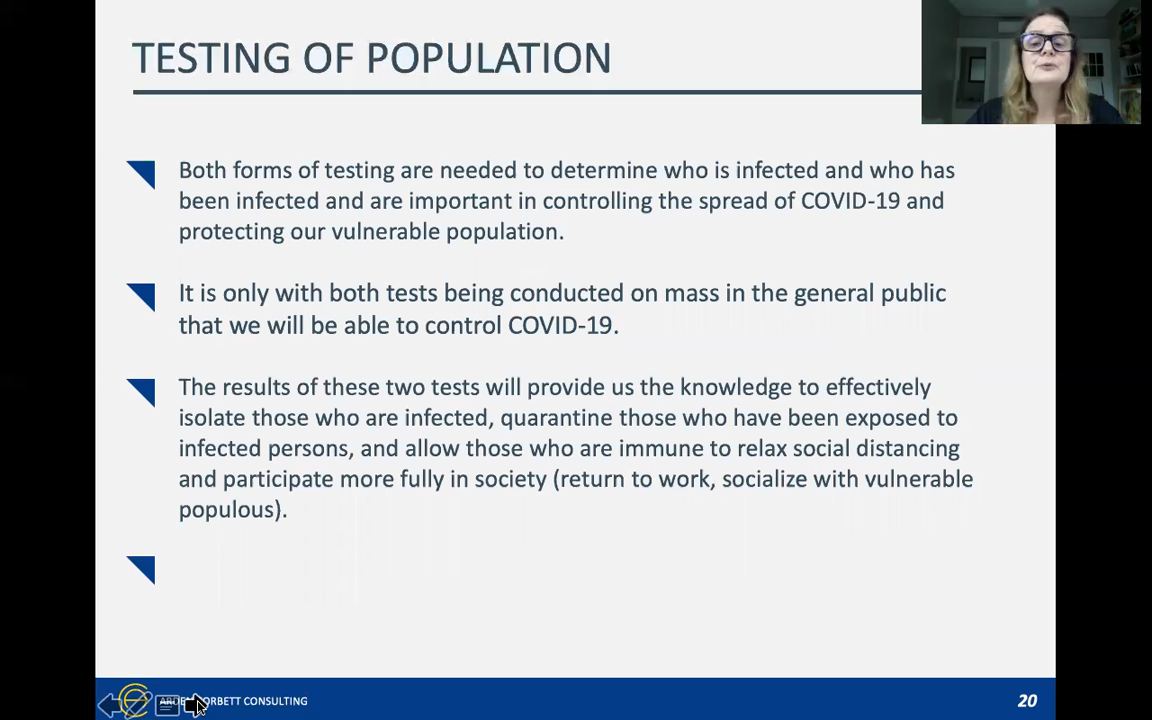 TESTING OF POPULATION
Both forms of testing are needed to determine who is infected and who has
been infected and are important in controlling the spread of COVID-19 and
protecting our vulnerable population.
It is only with both tests being conducted on mass in the general public
that we will be able to control COVID-19.
The results of these two tests will provide us the knowledge to effectively
isolate those who are infected, quarantine those who have been exposed to
infected persons, and allow those who are immune to relax social distancing
and participate more fully in society (return to work, socialize with vulnerable
populous).
CONSULTING
20